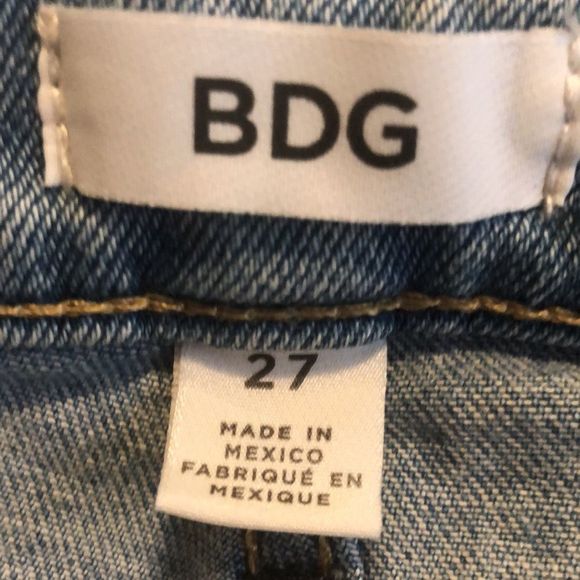 BDG
27
MADE IN
MEXICO
FABRIQUÉ EN
MEXIQUE